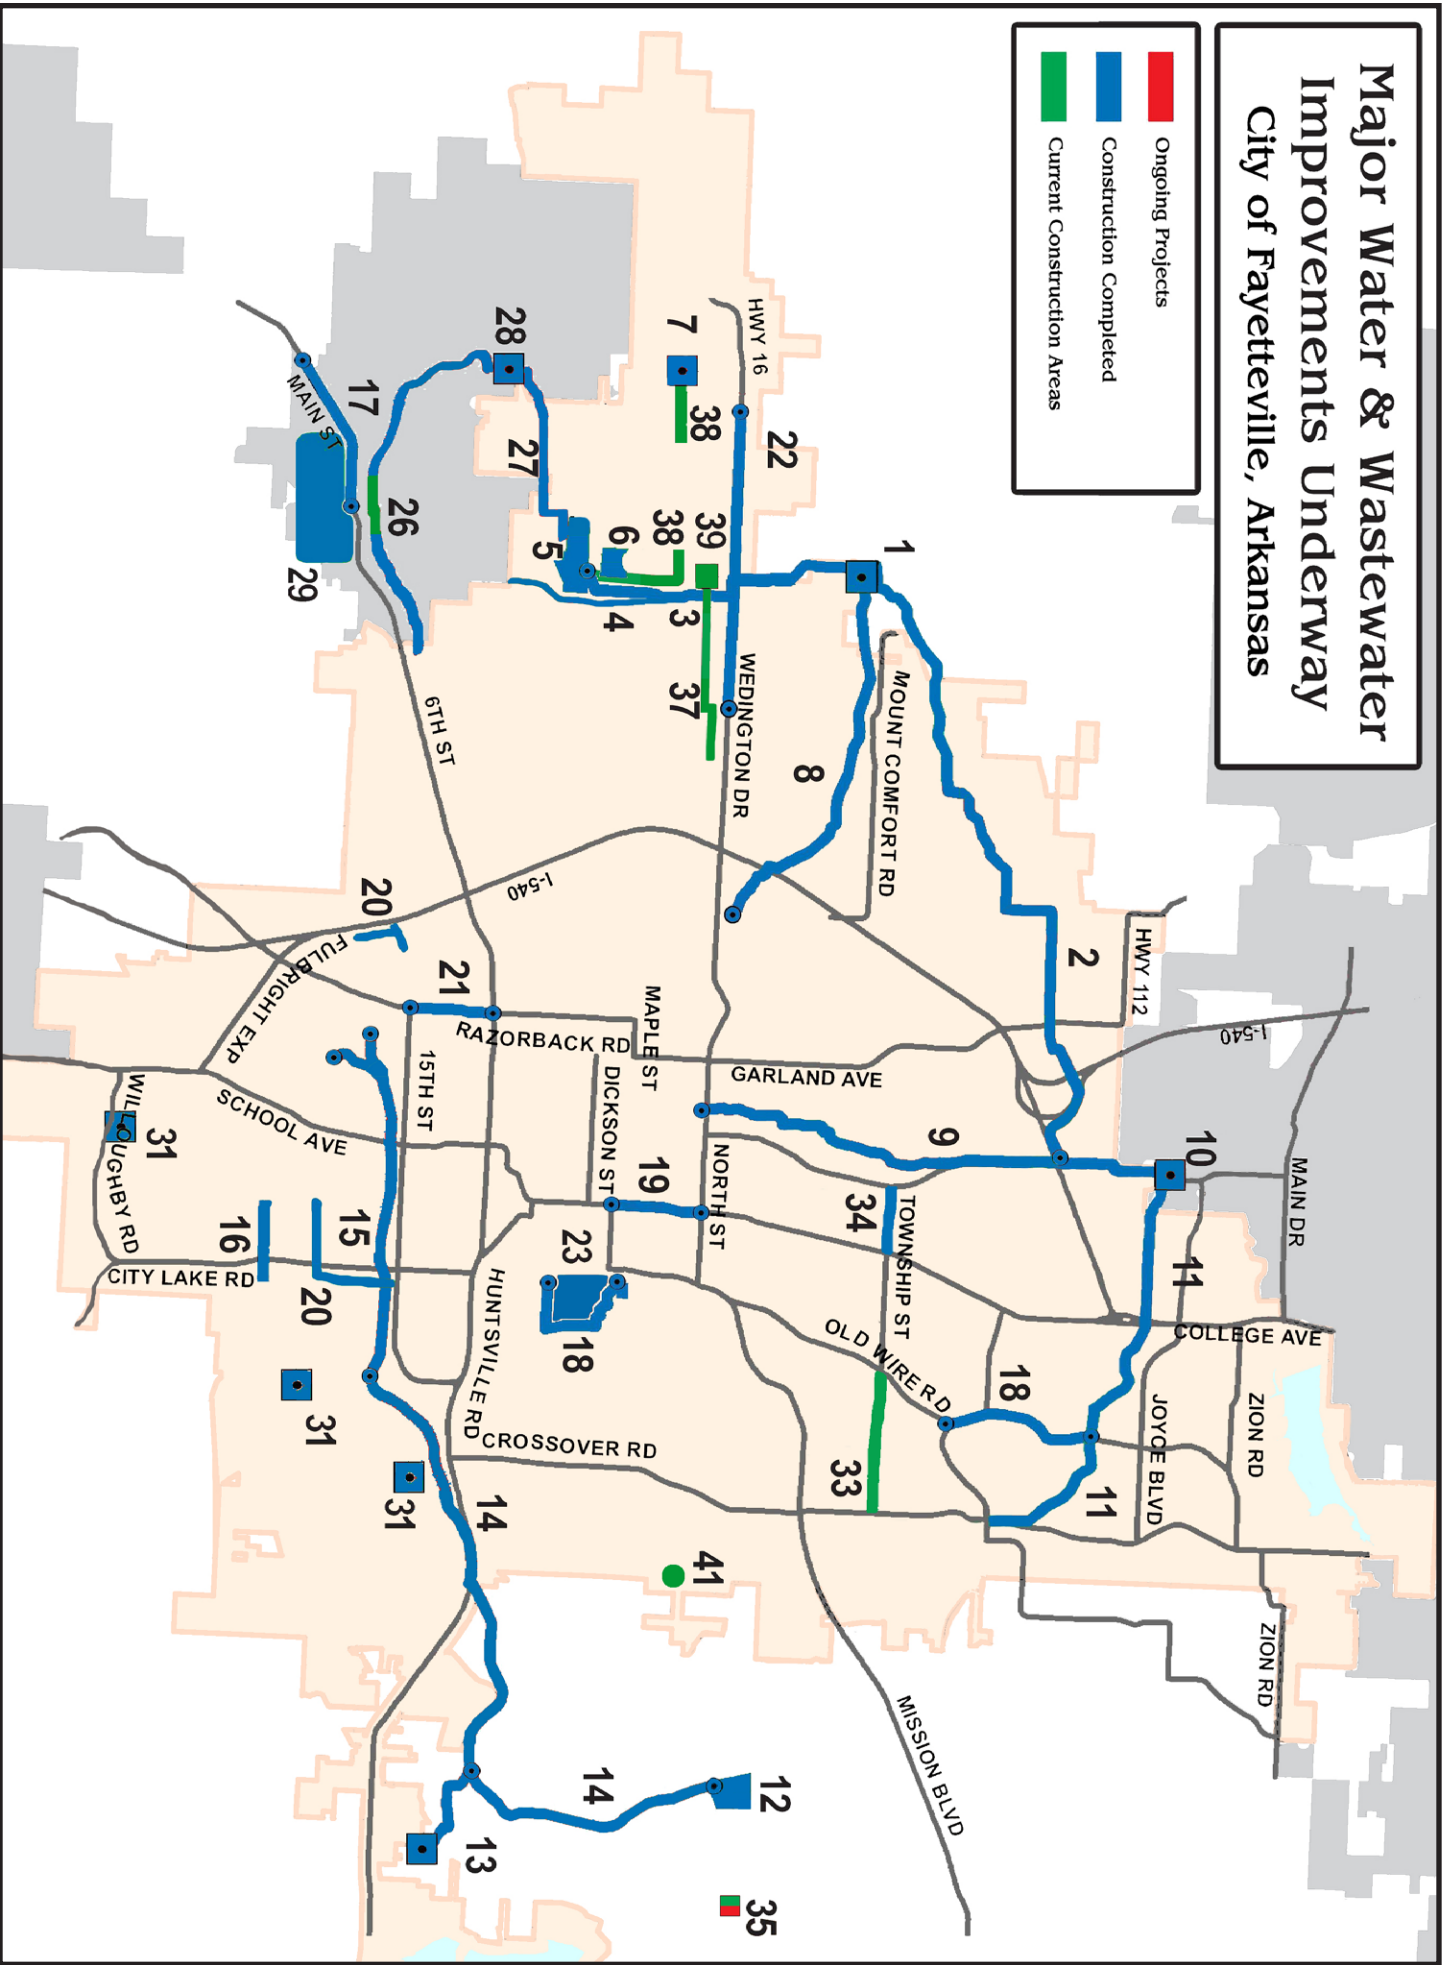 Major Water & Wastewater
Improvements Underway
City of Fayetteville, Arkansas
Ongoing Projects
Construction Completed
Current Construction Areas
MAIN DR
I-540
HWY 112
10
11
2
COLLEGE AVE
ZION RD
JOYCE BLVD
11
ZION RD
1
MOUNT COMFORT RD
8
9
TOWNSHIP ST
34
OLD WIRE RD
18
33
MISSION BLVD
HWY 16
22
7
38
39
38
6
5
3
4
37
WEDINGTON DR
GARLAND AVE
NORTH ST
MAPLE ST
19
DICKSON ST
RAZORBACK RD
23
18
CROSSOVER RD
41
12
35
28
27
I-540
6TH ST
21
15TH ST
HUNTSVILLE RD
14
14
13
17
MAIN ST
26
29
20
FULBRIGHT EXP
SCHOOL AVE
15
16
20
31
31
31
WILLOUGHBY RD
CITY LAKE RD